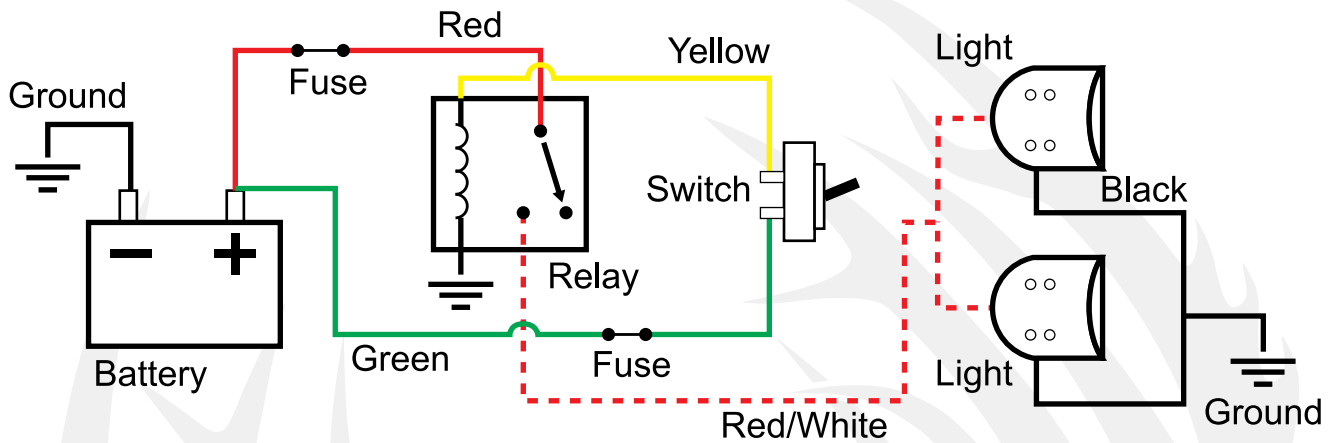 Red
Yellow
Light
Fuse
Ground
Switch
Black
Relay
Green
Fuse
Battery
Light
Red/White
Ground